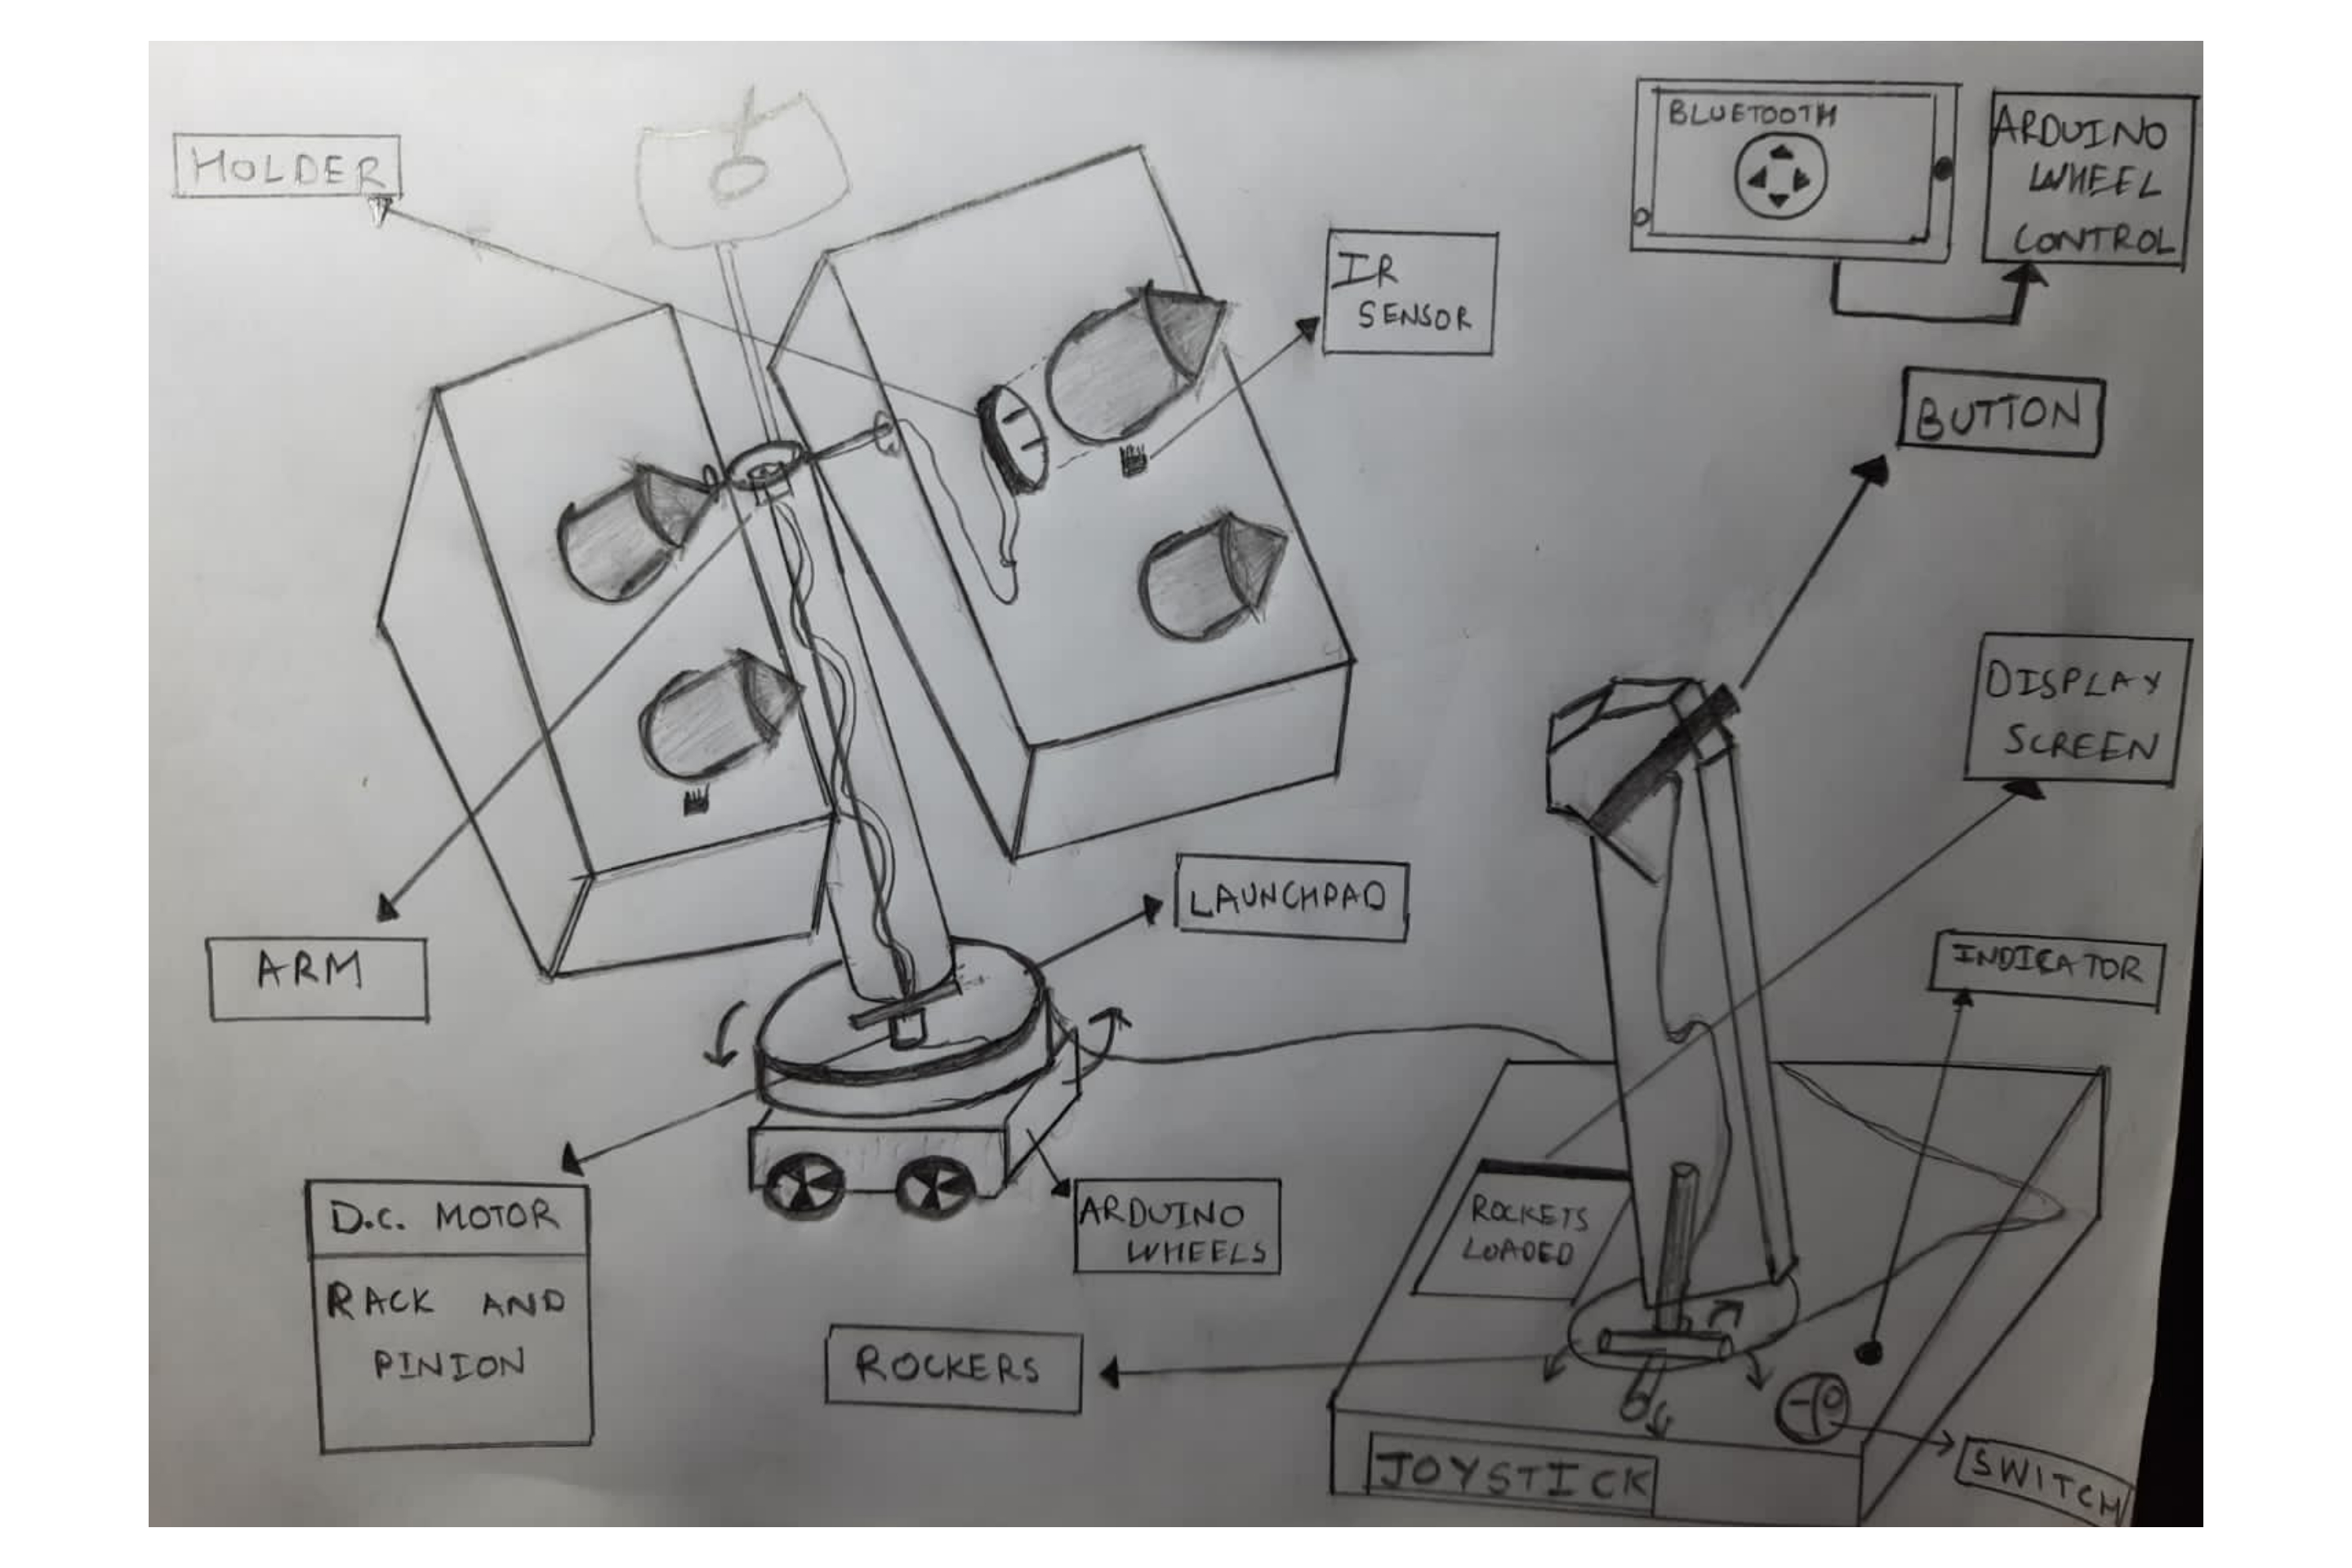 HOLDER
BLUETOOTH
ARDUINO
WHEEL
CONTROL
IR
SENSOR
BUTTON
DISPLAY
SCREEN
LAUNCHPAD
ARM
INDICATOR
D.C. MOTOR
RACK AND
PINION
ARDUINO
WHEELS
ROCKETS
LOADED
ROCKERS
JOYSTICK
SWITCH